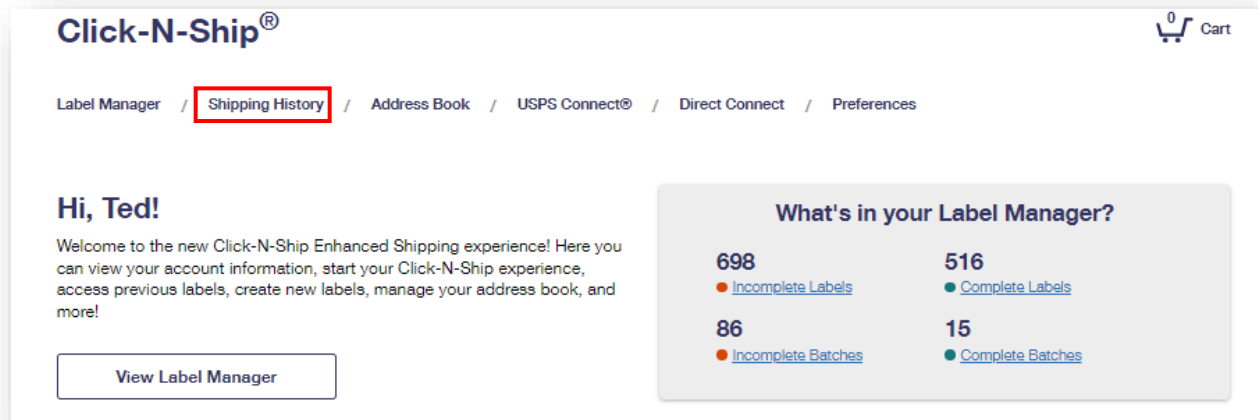 Click-N-Ship®
0 Cart
Label Manager / Shipping History / Address Book / USPS Connect® / Direct Connect / Preferences
Hi, Ted!
Welcome to the new Click-N-Ship Enhanced Shipping experience! Here you
can view your account information, start your Click-N-Ship experience,
access previous labels, create new labels, manage your address book, and
more!
View Label Manager
What's in your Label Manager?
698 516
Incomplete Labels Complete Labels
86 15
Incomplete Batches Complete Batches